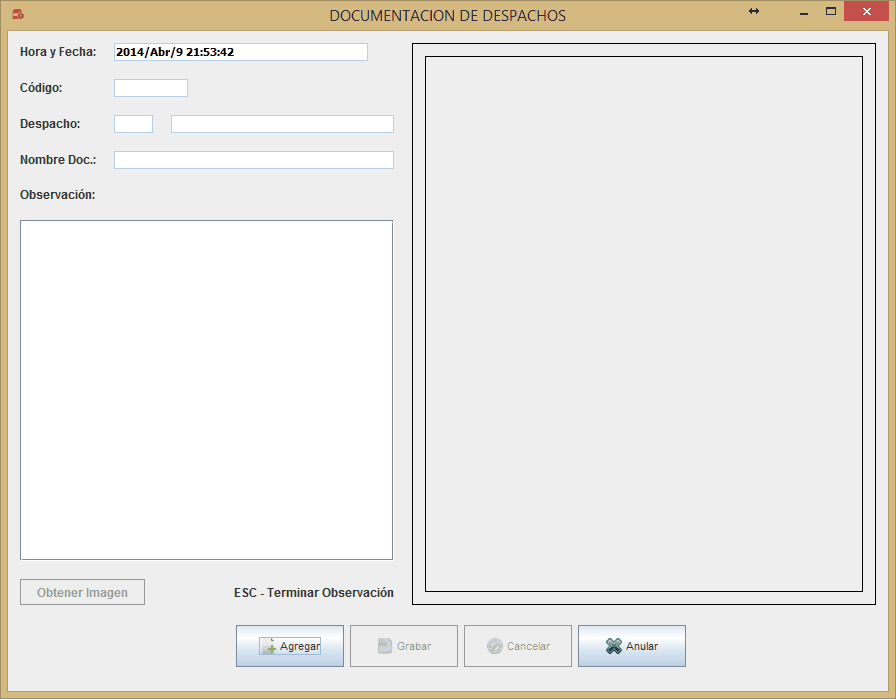 DOCUMENTACION DE DESPACHOS
Hora y Fecha: 2014/Abr/9 21:53:42
Código:
Despacho:
Nombre Doc.:
Observación:
Obtener Imagen ESC - Terminar Observación
Agregar Grabar Cancelar Anular